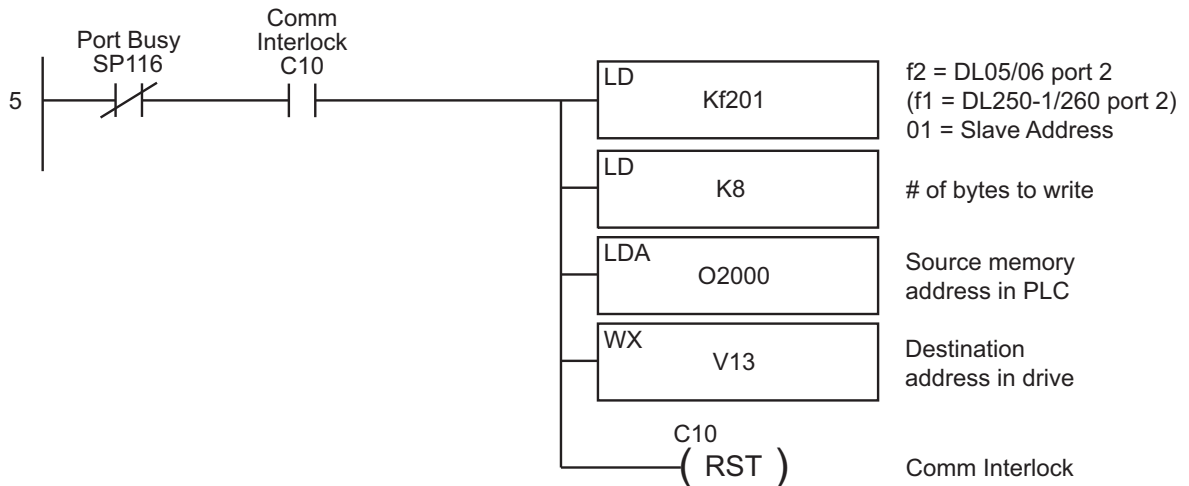 Port Busy
SP116
Comm
Interlock
C10
5
LD
Kf201
f2 = DL05/06 port 2
(f1 = DL250-1/260 port 2)
01 = Slave Address
LD
K8
# of bytes to write
LDA
O2000
Source memory
address in PLC
WX
V13
Destination
address in drive
C10
( RST )
Comm Interlock